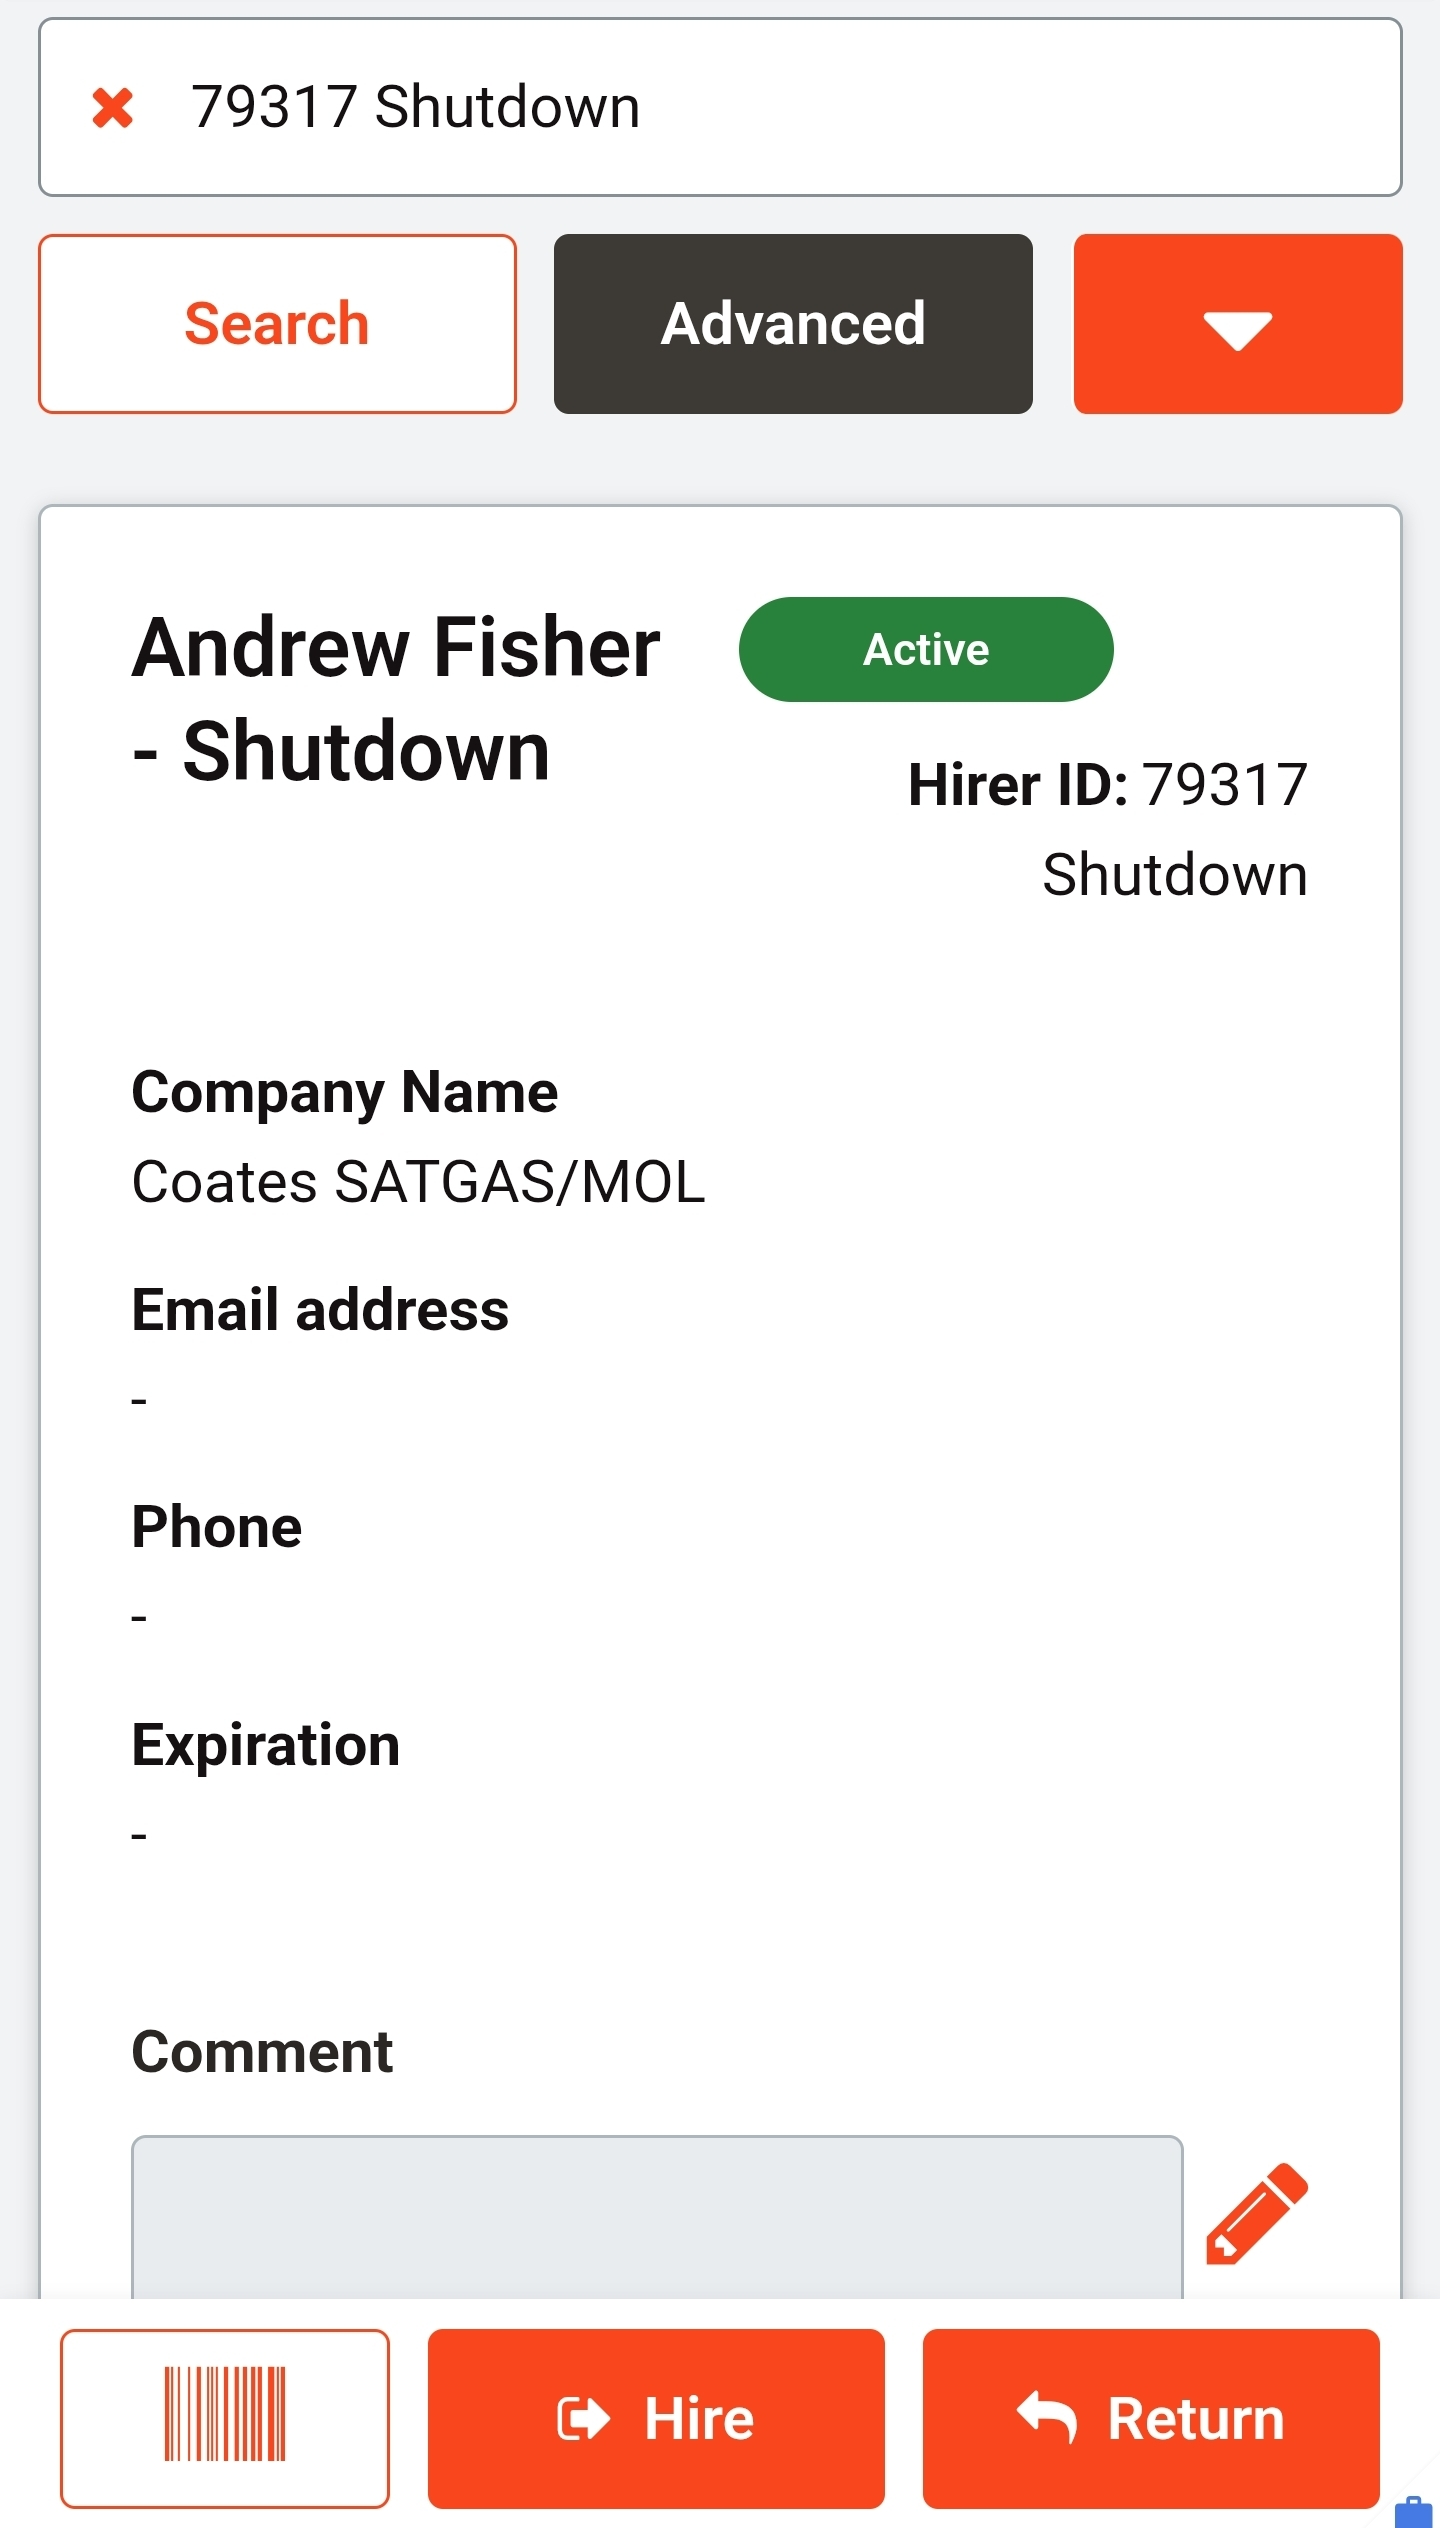 79317 Shutdown
Search
Advanced
Andrew Fisher
- Shutdown
Active
Hirer ID: 79317
Shutdown
Company Name
Coates SATGAS/MOL
Email address
-
Phone
-
Expiration
-
Comment
Hire
Return